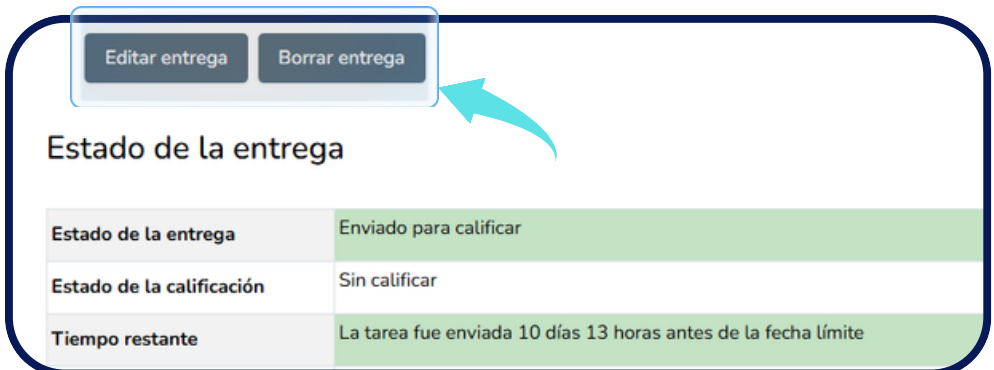 Editar entrega Borrar entrega
Estado de la entrega
Estado de la entrega Enviado para calificar
Estado de la calificación Sin calificar
Tiempo restante La tarea fue enviada 10 días 13 horas antes de la fecha límite